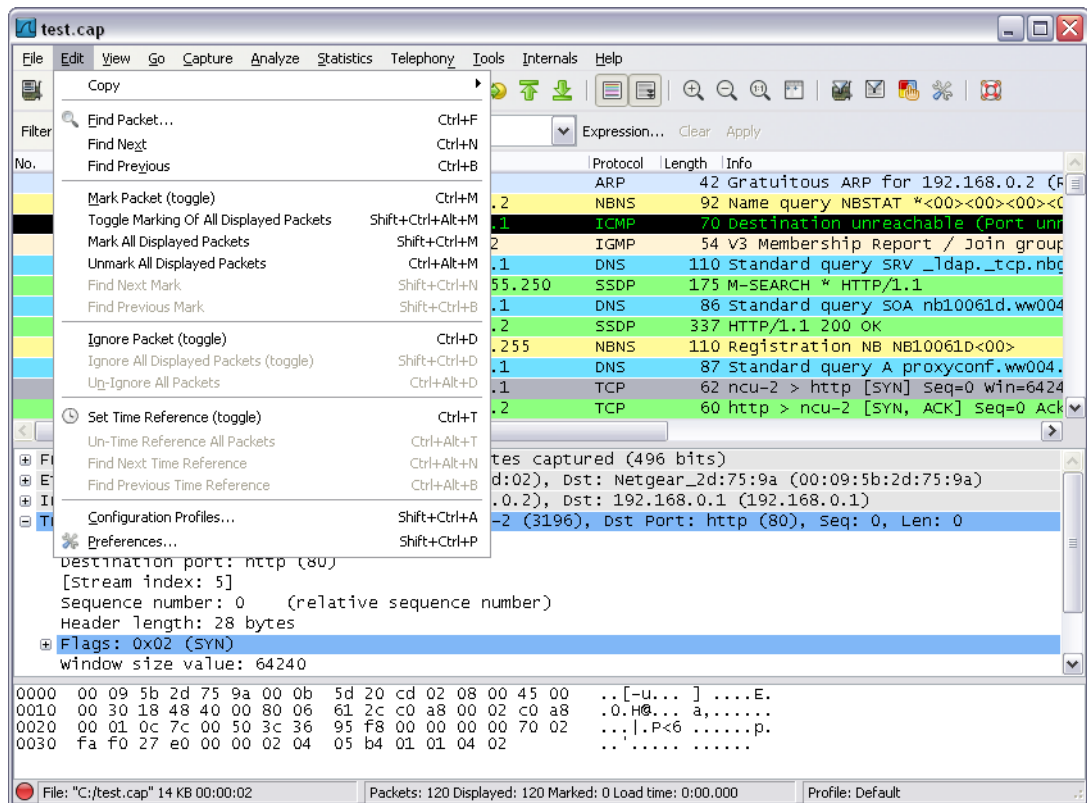 test.cap
File Edit View Go Capture Analyze Statistics Telephony Tools Internals Help
Copy
Find Packet... Ctrl+F
Find Next Ctrl+N
Find Previous Ctrl+B
Mark Packet (toggle) Ctrl+M
Toggle Marking Of All Displayed Packets Shift+Ctrl+Alt+M
Mark All Displayed Packets Shift+Ctrl+M
Unmark All Displayed Packets Ctrl+Alt+M
Find Next Mark Shift+Ctrl+N
Find Previous Mark Shift+Ctrl+B
Ignore Packet (toggle) Ctrl+D
Ignore All Displayed Packets (toggle) Shift+Ctrl+D
Un-Ignore All Packets Ctrl+Alt+D
Set Time Reference (toggle) Ctrl+T
Un-Time Reference All Packets Ctrl+Alt+T
Find Next Time Reference Ctrl+Alt+N
Find Previous Time Reference Ctrl+Alt+B
Configuration Profiles... Shift+Ctrl+A
Preferences... Shift+Ctrl+P
Filter Expression... Clear Apply
No. Protocol Length Info
ARP 42 Gratuitous ARP for 192.168.0.2 (R
.2 NBNS 92 Name query NBSTAT *<00><00><00><0
.1 ICMP 70 Destination unreachable (Port unr
2 IGMP 54 V3 Membership Report / Join group
.1 DNS 110 Standard query SRV _ldap._tcp.nbg
55.250 SSDP 175 M-SEARCH * HTTP/1.1
.1 DNS 86 Standard query SOA nb10061d.ww004
.2 SSDP 337 HTTP/1.1 200 OK
.255 NBNS 110 Registration NB NB10061D<00>
.1 DNS 87 Standard query A proxyconf.ww004.
.1 TCP 62 ncu-2 > http [SYN] Seq=0 Win=6424
.2 TCP 60 http > ncu-2 [SYN, ACK] Seq=0 Ack
tes captured (496 bits)
d:02), Dst: Netgear_2d:75:9a (00:09:5b:2d:75:9a)
.0.2), Dst: 192.168.0.1 (192.168.0.1)
-2 (3196), Dst Port: http (80), Seq: 0, Len: 0
Destination port: http (80)
[Stream index: 5]
Sequence number: 0 (relative sequence number)
Header length: 28 bytes
Flags: 0x02 (SYN)
Window size value: 64240
0000 00 09 5b 2d 75 9a 00 0b 5d 20 cd 02 08 00 45 00 ..[-u... ] ....E.
0010 00 30 18 48 40 00 80 06 61 2c c0 a8 00 02 c0 a8 .0.H@... a,......
0020 00 01 0c 7c 00 50 3c 36 95 f8 00 00 00 00 70 02 ...|.P<6 ......p.
0030 fa f0 27 e0 00 00 02 04 05 b4 01 01 04 02 ..'..... ......
File: "C:/test.cap" 14 KB 00:00:02 Packets: 120 Displayed: 120 Marked: 0 Load time: 0:00.000 Profile: Default